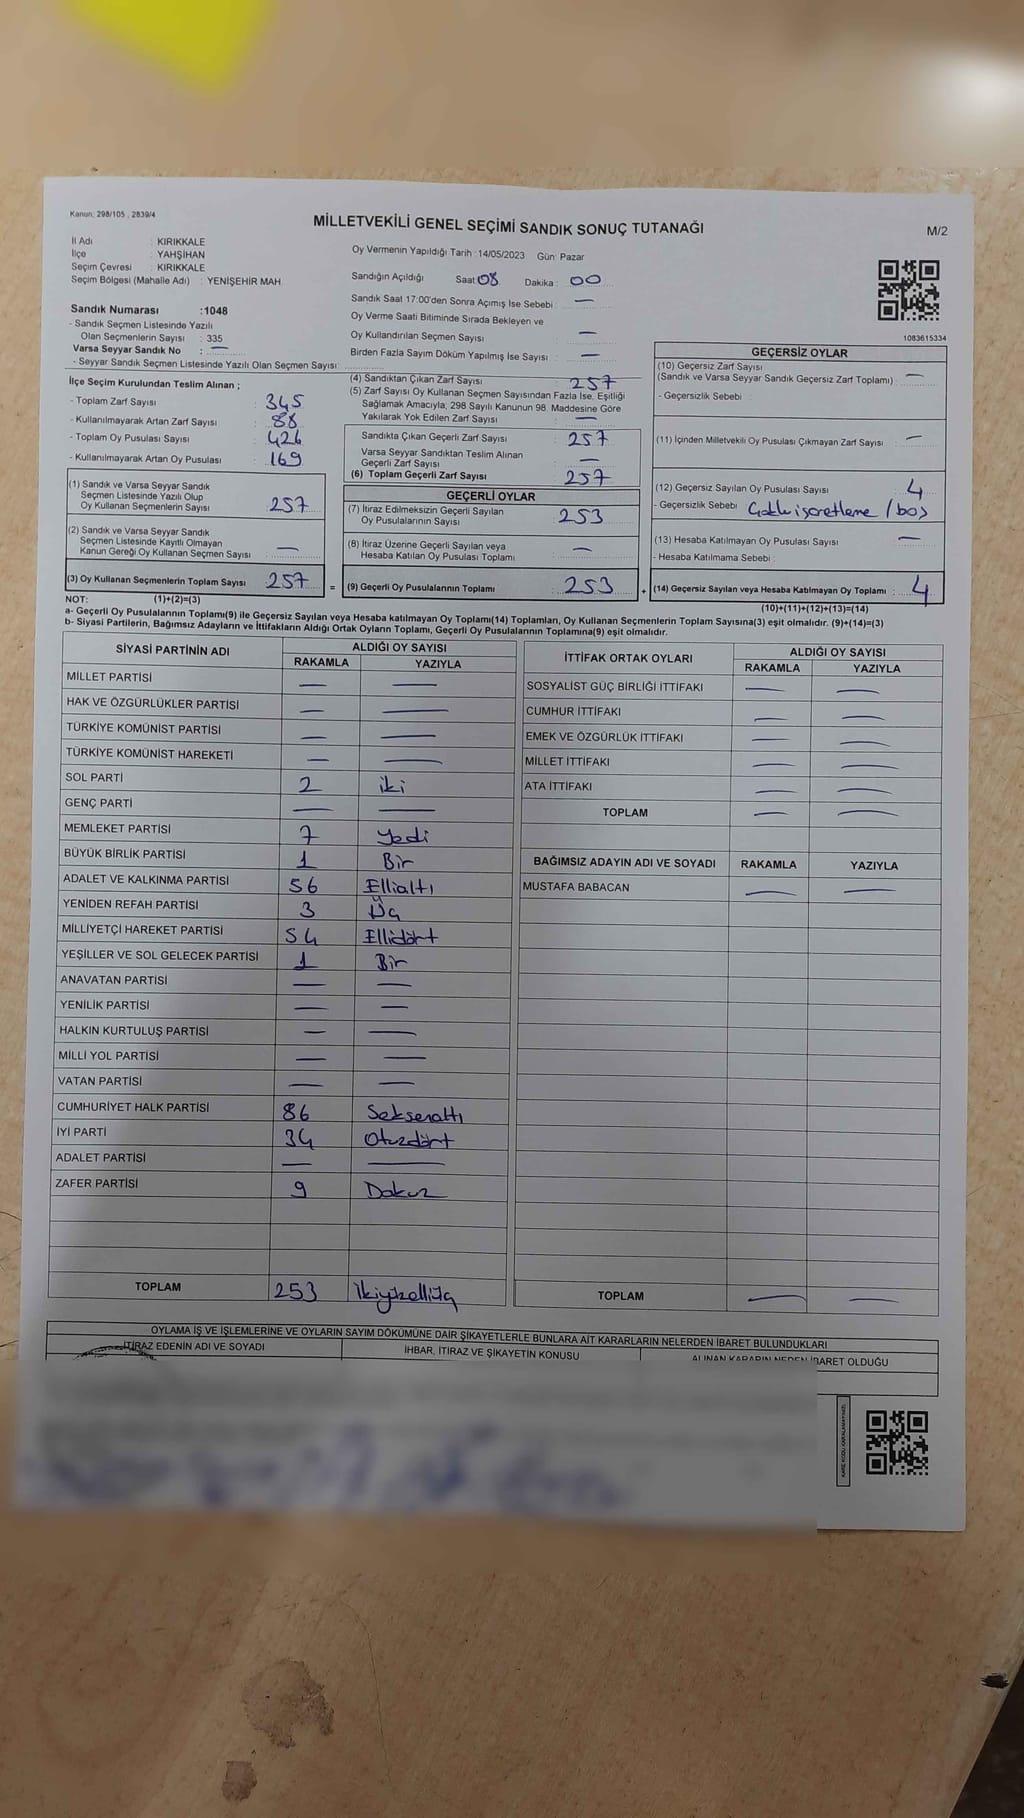 Kanun; 298/105 , 2839/4
MİLLETVEKİLİ GENEL SEÇİMİ SANDIK SONUÇ TUTANAĞI
M/2
İl Adı : KIRIKKALE
İlçe : YAHŞİHAN
Seçim Çevresi : KIRIKKALE
Seçim Bölgesi (Mahalle Adı) : YENİŞEHİR MAH.
Oy Vermenin Yapıldığı Tarih : 14/05/2023 Gün: Pazar
Sandığın Açıldığı Saat: 08 Dakika: 00
Sandık Saat 17:00'den Sonra Açımış İse Sebebi : —
Oy Verme Saati Bitiminde Sırada Bekleyen ve
Oy Kullandırılan Seçmen Sayısı : —
Birden Fazla Sayım Döküm Yapılmış İse Sayısı : —
Sandık Numarası :1048
- Sandık Seçmen Listesinde Yazılı
Olan Seçmenlerin Sayısı : 335
Varsa Seyyar Sandık No : —
- Seyyar Sandık Seçmen Listesinde Yazılı Olan Seçmen Sayısı :
1083615334
İlçe Seçim Kurulundan Teslim Alınan ;
- Toplam Zarf Sayısı : 345
- Kullanılmayarak Artan Zarf Sayısı : 88
- Toplam Oy Pusulası Sayısı : 426
- Kullanılmayarak Artan Oy Pusulası : 169
(1) Sandık ve Varsa Seyyar Sandık
Seçmen Listesinde Yazılı Olup
Oy Kullanan Seçmenlerin Sayısı : 257
(2) Sandık ve Varsa Seyyar Sandık
Seçmen Listesinde Kayıtlı Olmayan
Kanun Gereği Oy Kullanan Seçmen Sayısı : —
(3) Oy Kullanan Seçmenlerin Toplam Sayısı : 257 =
(4) Sandıktan Çıkan Zarf Sayısı : 257
(5) Zarf Sayısı Oy Kullanan Seçmen Sayısından Fazla İse, Eşitliği
Sağlamak Amacıyla, 298 Sayılı Kanunun 98. Maddesine Göre
Yakılarak Yok Edilen Zarf Sayısı : —
Sandıkta Çıkan Geçerli Zarf Sayısı : 257
Varsa Seyyar Sandıktan Teslim Alınan
Geçerli Zarf Sayısı : —
(6) Toplam Geçerli Zarf Sayısı : 257
GEÇERLİ OYLAR
(7) İtiraz Edilmeksizin Geçerli Sayılan
Oy Pusulalarının Sayısı : 253
(8) İtiraz Üzerine Geçerli Sayılan veya
Hesaba Katılan Oy Pusulası Toplamı : —
(9) Geçerli Oy Pusulalarının Toplamı : 253 +
GEÇERSİZ OYLAR
(10) Geçersiz Zarf Sayısı : —
(Sandık ve Varsa Seyyar Sandık Geçersiz Zarf Toplamı)
- Geçersizlik Sebebi :
(11) İçinden Milletvekili Oy Pusulası Çıkmayan Zarf Sayısı : —
(12) Geçersiz Sayılan Oy Pusulası Sayısı : 4
- Geçersizlik Sebebi : işaretleme / boş
(13) Hesaba Katılmayan Oy Pusulası Sayısı : —
- Hesaba Katılmama Sebebi :
(14) Geçersiz Sayılan veya Hesaba Katılmayan Oy Toplamı : 4
NOT: (1)+(2)=(3)
(10)+(11)+(12)+(13)=(14)
a- Geçerli Oy Pusulalarının Toplamı(9) ile Geçersiz Sayılan veya Hesaba katılmayan Oy Toplamı(14) Toplamları, Oy Kullanan Seçmenlerin Toplam Sayısına(3) eşit olmalıdır. (9)+(14)=(3)
b- Siyasi Partilerin, Bağımsız Adayların ve İttifakların Aldığı Ortak Oyların Toplamı, Geçerli Oy Pusulalarının Toplamına(9) eşit olmalıdır.
SİYASİ PARTİNİN ADI ALDIĞI OY SAYISI
RAKAMLA YAZIYLA
MİLLET PARTİSİ — —
HAK VE ÖZGÜRLÜKLER PARTİSİ — —
TÜRKİYE KOMÜNİST PARTİSİ — —
TÜRKİYE KOMÜNİST HAREKETİ — —
SOL PARTİ 2 iki
GENÇ PARTİ — —
MEMLEKET PARTİSİ 7 Yedi
BÜYÜK BİRLİK PARTİSİ 1 Bir
ADALET VE KALKINMA PARTİSİ 56 Ellialtı
YENİDEN REFAH PARTİSİ 3 Üç
MİLLİYETÇİ HAREKET PARTİSİ 54 Ellidört
YEŞİLLER VE SOL GELECEK PARTİSİ 1 Bir
ANAVATAN PARTİSİ — —
YENİLİK PARTİSİ — —
HALKIN KURTULUŞ PARTİSİ — —
MİLLİ YOL PARTİSİ — —
VATAN PARTİSİ — —
CUMHURİYET HALK PARTİSİ 86 Seksenaltı
İYİ PARTİ 34 Otuzdört
ADALET PARTİSİ — —
ZAFER PARTİSİ 9 Dokuz
TOPLAM 253 İkiyüzelliüç
İTTİFAK ORTAK OYLARI ALDIĞI OY SAYISI
RAKAMLA YAZIYLA
SOSYALİST GÜÇ BİRLİĞİ İTTİFAKI — —
CUMHUR İTTİFAKI — —
EMEK VE ÖZGÜRLÜK İTTİFAKI — —
MİLLET İTTİFAKI — —
ATA İTTİFAKI — —
TOPLAM — —
BAĞIMSIZ ADAYIN ADI VE SOYADI RAKAMLA YAZIYLA
MUSTAFA BABACAN — —
TOPLAM — —
OYLAMA İŞ VE İŞLEMLERİNE VE OYLARIN SAYIM DÖKÜMÜNE DAİR ŞİKAYETLERLE BUNLARA AİT KARARLARIN NELERDEN İBARET BULUNDUKLARI
İTİRAZ EDENİN ADI VE SOYADI İHBAR, İTİRAZ VE ŞİKAYETİN KONUSU ALINAN KARARIN NEDEN İBARET OLDUĞU